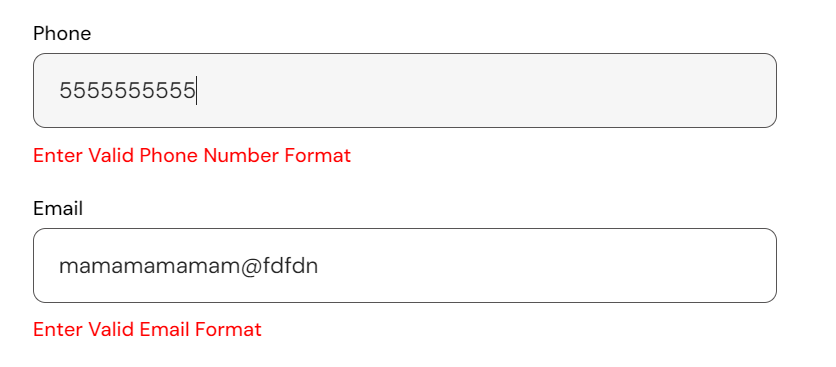 Phone
5555555555
Enter Valid Phone Number Format
Email
mamamamamam@fdfdn
Enter Valid Email Format